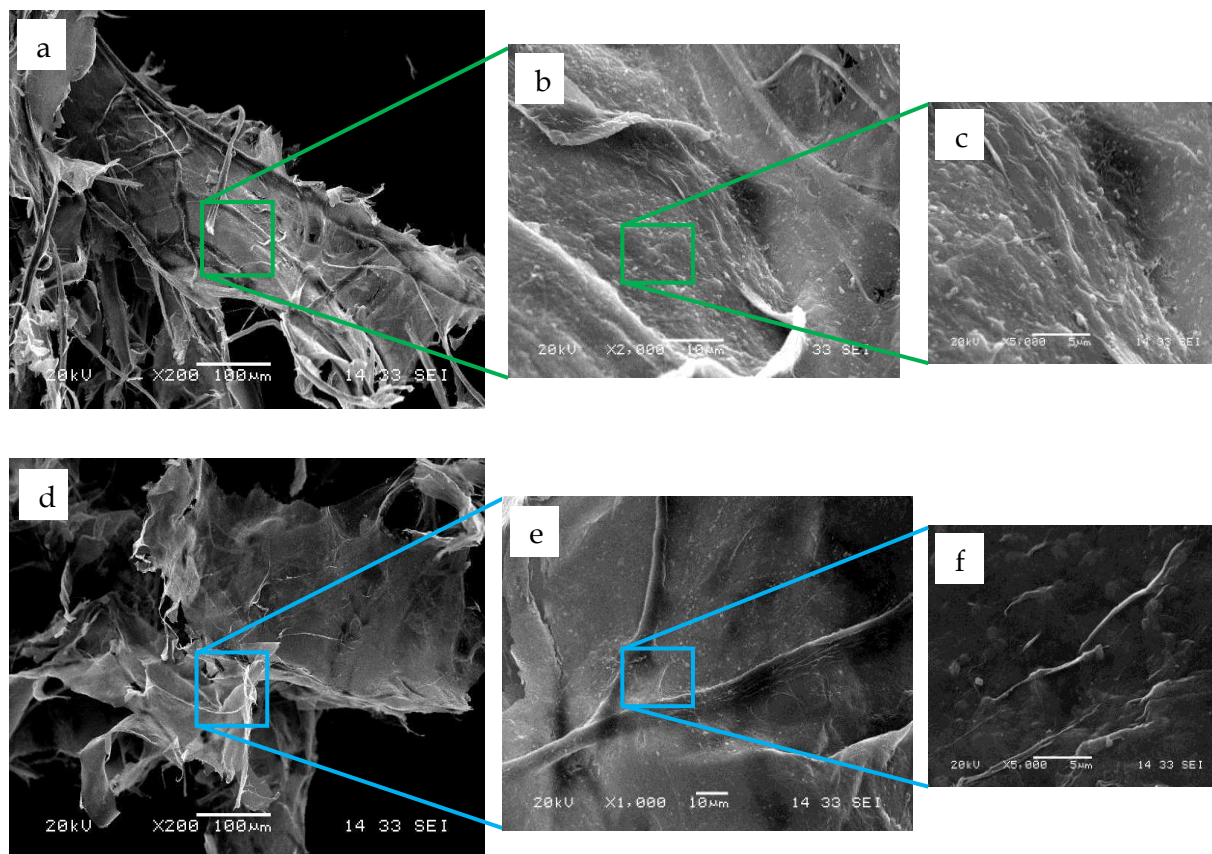 a
20kV X200 100μm 14 33 SEI
b
20kV X2,000 10μm 33 SEI
c
20kV X5,000 5μm 14 33 SEI
d
20kV X200 100μm 14 33 SEI
e
20kV X1,000 10μm 14 33 SEI
f
20kV X5,000 5μm 14 33 SEI